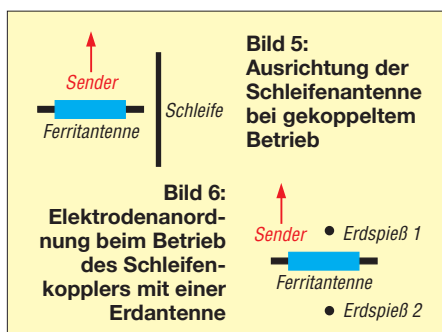 Sender
Schleife
Ferritantenne
Bild 5:
Ausrichtung der
Schleifenantenne
bei gekoppeltem
Betrieb
Bild 6:
Elektrodenanord-
nung beim Betrieb
des Schleifen-
kopplers mit einer
Erdantenne
Sender
Erdspieß 1
Ferritantenne
Erdspieß 2